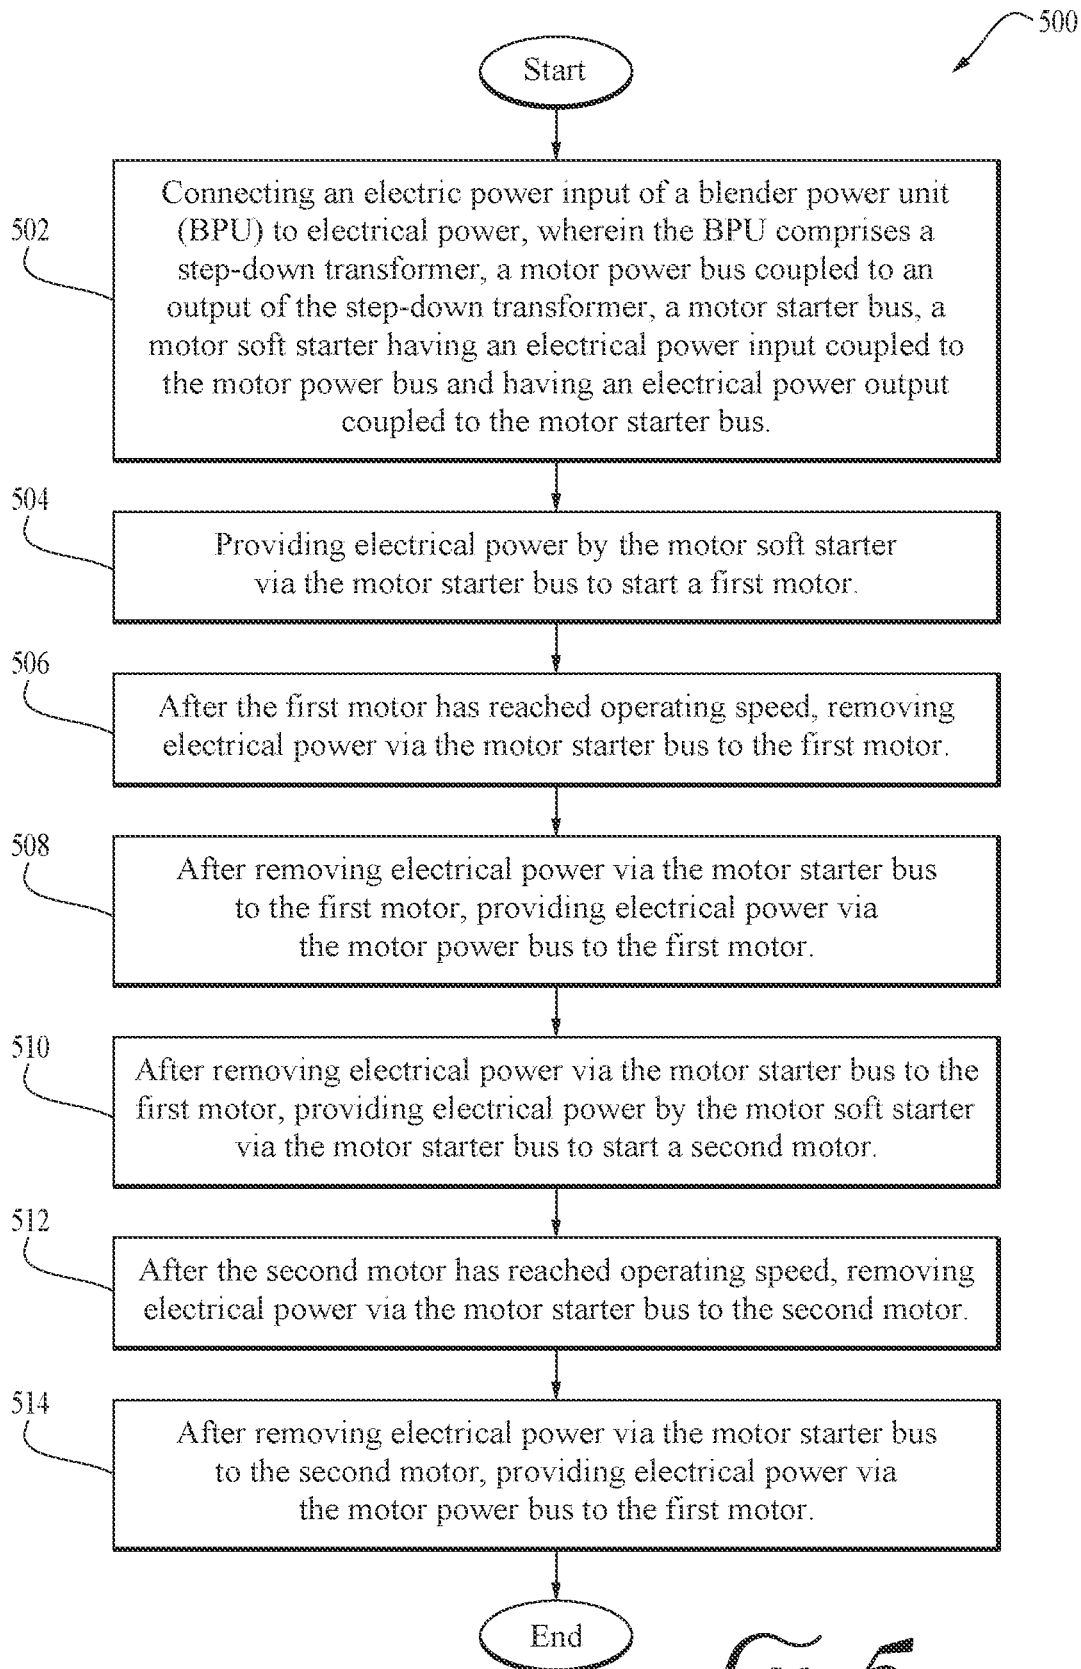 500
Start
502
Connecting an electric power input of a blender power unit
(BPU) to electrical power, wherein the BPU comprises a
step-down transformer, a motor power bus coupled to an
output of the step-down transformer, a motor starter bus, a
motor soft starter having an electrical power input coupled to
the motor power bus and having an electrical power output
coupled to the motor starter bus.
504
Providing electrical power by the motor soft starter
via the motor starter bus to start a first motor.
506
After the first motor has reached operating speed, removing
electrical power via the motor starter bus to the first motor.
508
After removing electrical power via the motor starter bus
to the first motor, providing electrical power via
the motor power bus to the first motor.
510
After removing electrical power via the motor starter bus to the
first motor, providing electrical power by the motor soft starter
via the motor starter bus to start a second motor.
512
After the second motor has reached operating speed, removing
electrical power via the motor starter bus to the second motor.
514
After removing electrical power via the motor starter bus
to the second motor, providing electrical power via
the motor power bus to the first motor.
End